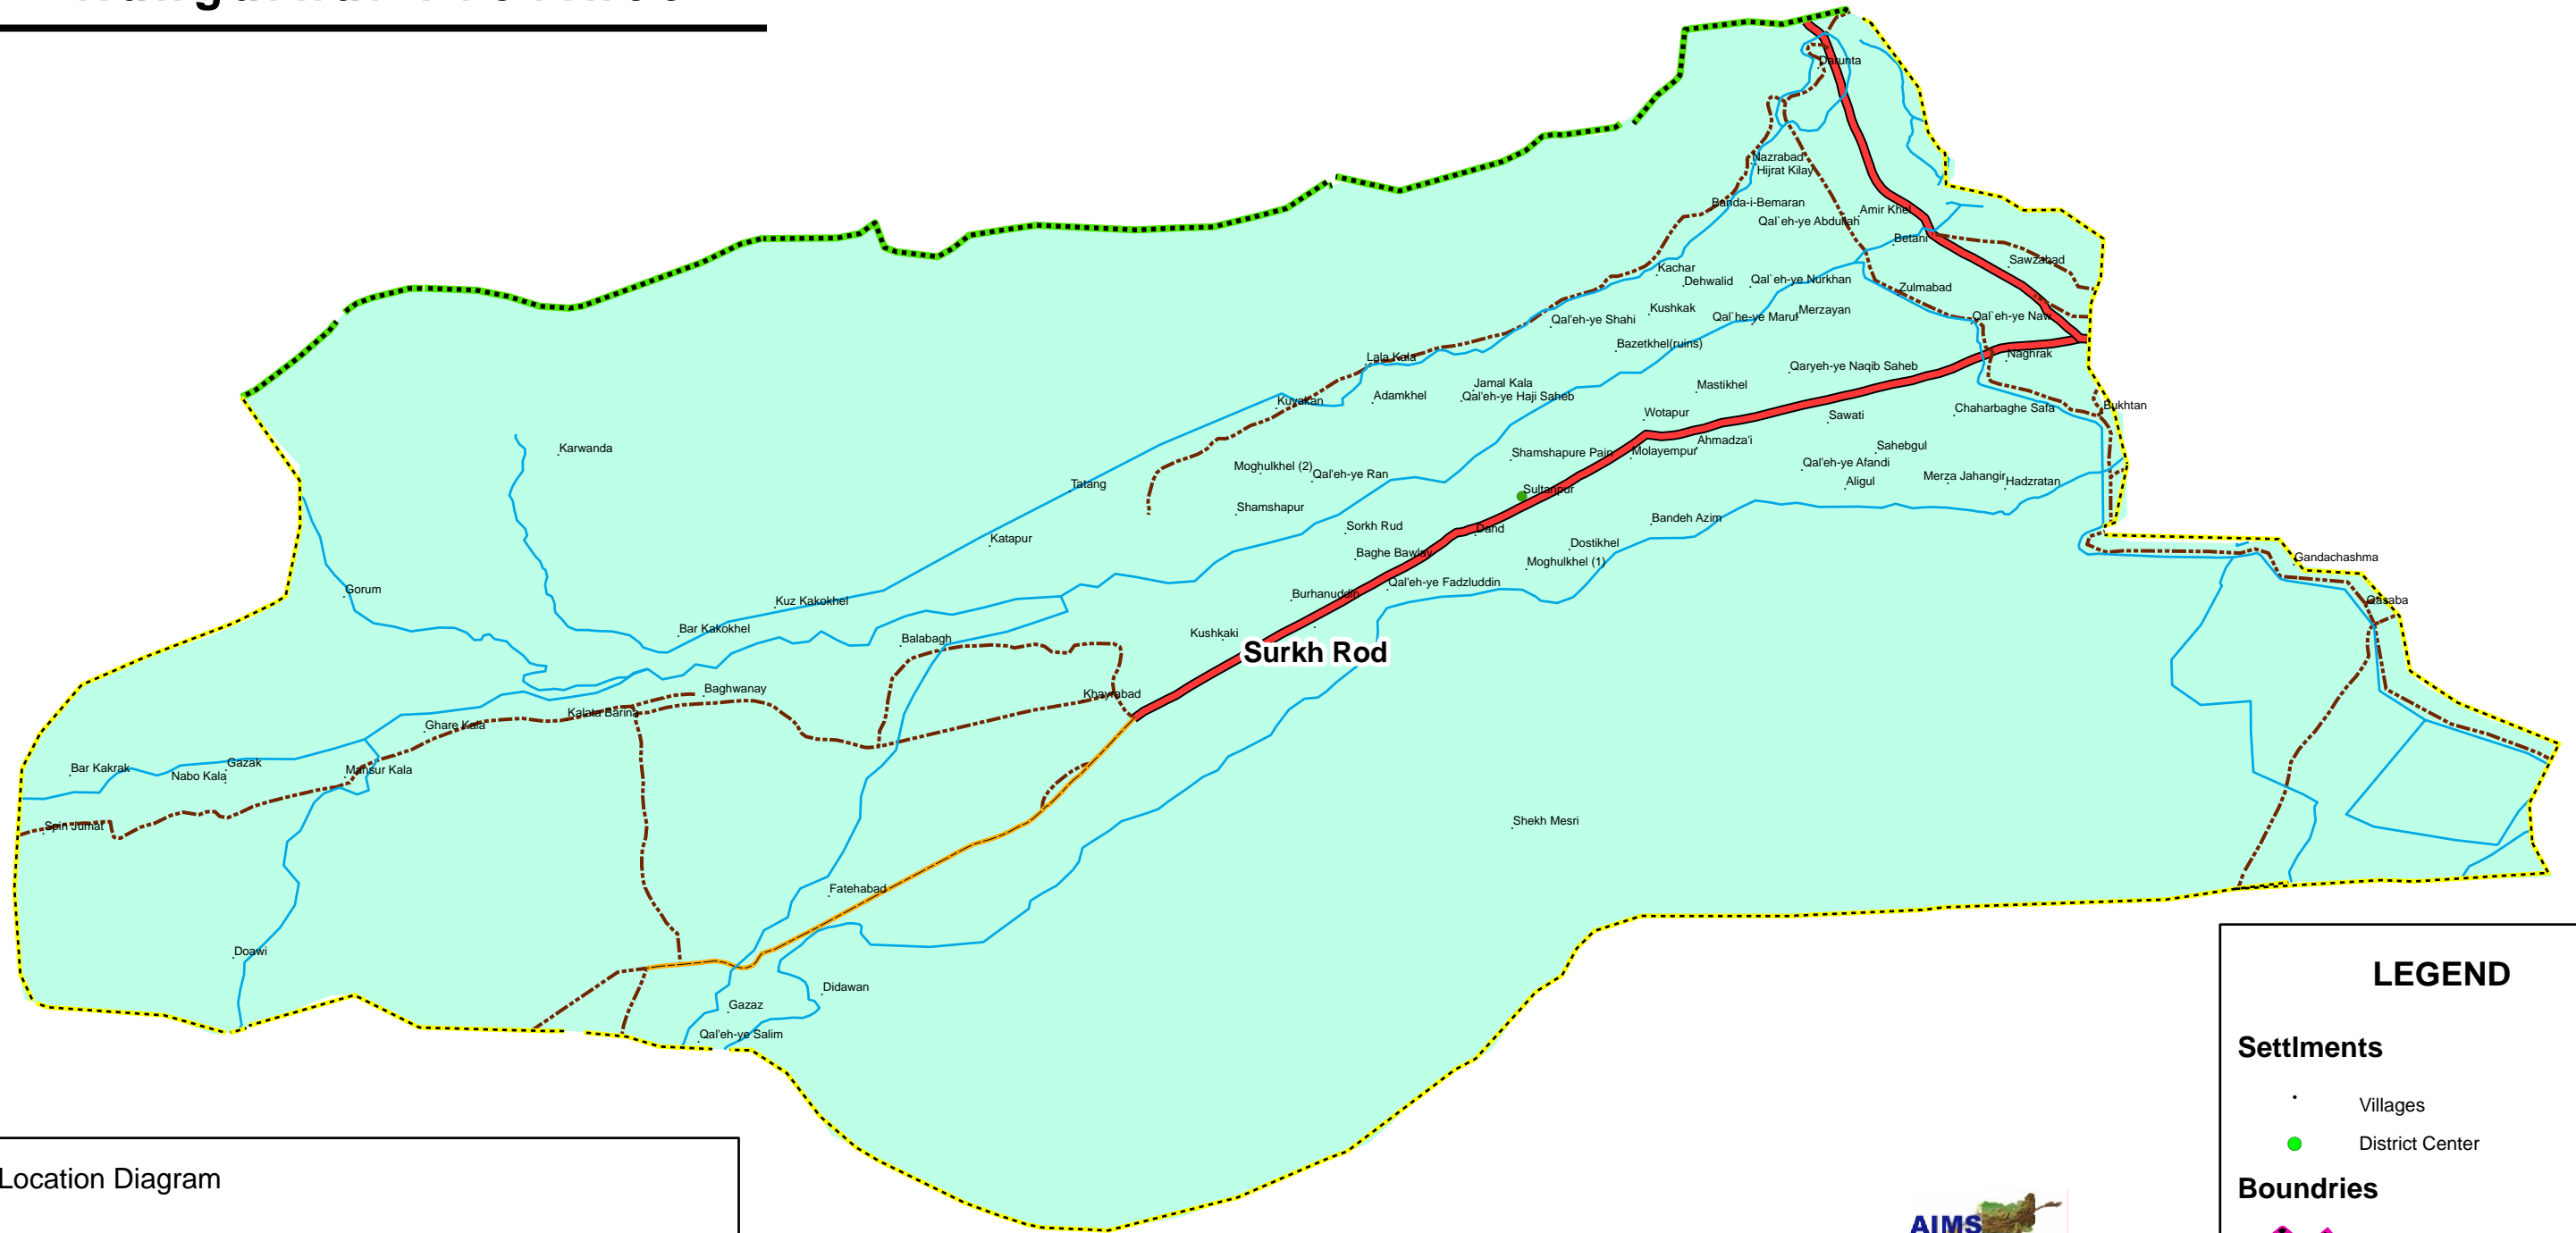 Darunta
Nazrabad
Hijrat Kilay
Banda-i-Bemaran
Amir Khel
Qal`eh-ye Abdullah
Betani
Sawzabad
Kachar
Dehwalid
Qal`eh-ye Nurkhan
Zulmabad
Kushkak
Merzayan
Qal'eh-ye Shahi
Qal`he-ye Maruf
Qal`eh-ye Naw
Bazetkhel(ruins)
Lala Kala
Naghrak
Qaryeh-ye Naqib Saheb
Jamal Kala
Mastikhel
Adamkhel
Qal'eh-ye Haji Saheb
Kuyakan
Bukhtan
Chaharbaghe Safa
Wotapur
Sawati
Ahmadza'i
Karwanda
Sahebgul
Shamshapure Pain
Molayempur
Moghulkhel (2)
Qal'eh-ye Ran
Qal'eh-ye Afandi
Merza Jahangir
Aligul
Hadzratan
Tatang
Sultanpur
Shamshapur
Bandeh Azim
Sorkh Rud
Dand
Katapur
Dostikhel
Baghe Bawlay
Gandachashma
Moghulkhel (1)
Qal'eh-ye Fadzluddin
Gorum
Burhanuddin
Kuz Kakokhel
Qasaba
Bar Kakokhel
Kushkaki
Balabagh
Surkh Rod
Baghwanay
Khayrabad
Kalata Barina
Ghare Kala
Gazak
Bar Kakrak
Nabo Kala
Mansur Kala
Spin Jumat
Shekh Mesri
Fatehabad
Doawi
Didawan
Gazaz
Qal'eh-ye Salim
LEGEND
Settlments
Villages
District Center
Boundries
Location Diagram
AIMS